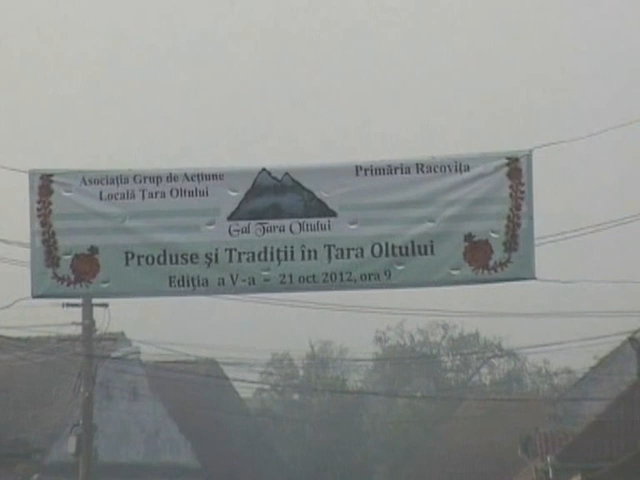 Asociația Grup de Acțiune
Locală Țara Oltului
Primăria Racovița
Gal Țara Oltului
Produse și Tradiții în Țara Oltului
Ediția a V-a - 21 oct 2012, ora 9